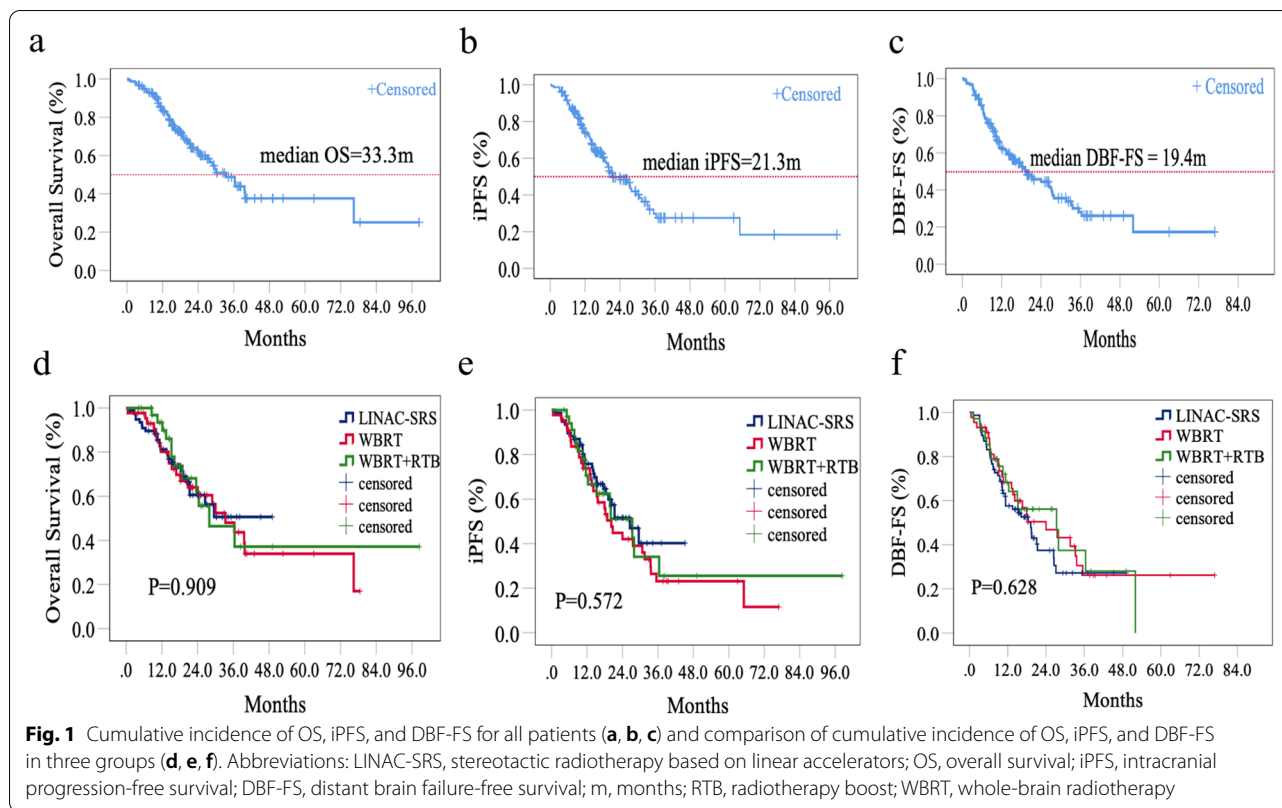 a
Overall Survival (%)
1.0
0.8
0.6
0.4
0.2
0.0
+Censored
median OS=33.3m
.0 12.0 24.0 36.0 48.0 60.0 72.0 84.0 96.0
Months
b
iPFS (%)
1.0
0.8
0.6
0.4
0.2
0.0
+Censored
median iPFS=21.3m
.0 12.0 24.0 36.0 48.0 60.0 72.0 84.0 96.0
Months
c
DBF-FS (%)
1.0
0.8
0.6
0.4
0.2
0.0
+ Censored
median DBF-FS = 19.4m
.0 12.0 24.0 36.0 48.0 60.0 72.0 84.0
Months
d
Overall Survival (%)
1.0
0.8
0.6
0.4
0.2
0.0
LINAC-SRS
WBRT
WBRT+RTB
censored
censored
censored
P=0.909
.0 12.0 24.0 36.0 48.0 60.0 72.0 84.0 96.0
Months
e
iPFS (%)
1.0
0.8
0.6
0.4
0.2
0.0
LINAC-SRS
WBRT
WBRT+RTB
censored
censored
censored
P=0.572
.0 12.0 24.0 36.0 48.0 60.0 72.0 84.0 96.0
Months
f
DBF-FS (%)
1.0
0.8
0.6
0.4
0.2
0.0
LINAC-SRS
WBRT
WBRT+RTB
censored
censored
censored
P=0.628
.0 12.0 24.0 36.0 48.0 60.0 72.0 84.0
Months
Fig. 1 Cumulative incidence of OS, iPFS, and DBF-FS for all patients (a, b, c) and comparison of cumulative incidence of OS, iPFS, and DBF-FS
in three groups (d, e, f). Abbreviations: LINAC-SRS, stereotactic radiotherapy based on linear accelerators; OS, overall survival; iPFS, intracranial
progression-free survival; DBF-FS, distant brain failure-free survival; m, months; RTB, radiotherapy boost; WBRT, whole-brain radiotherapy